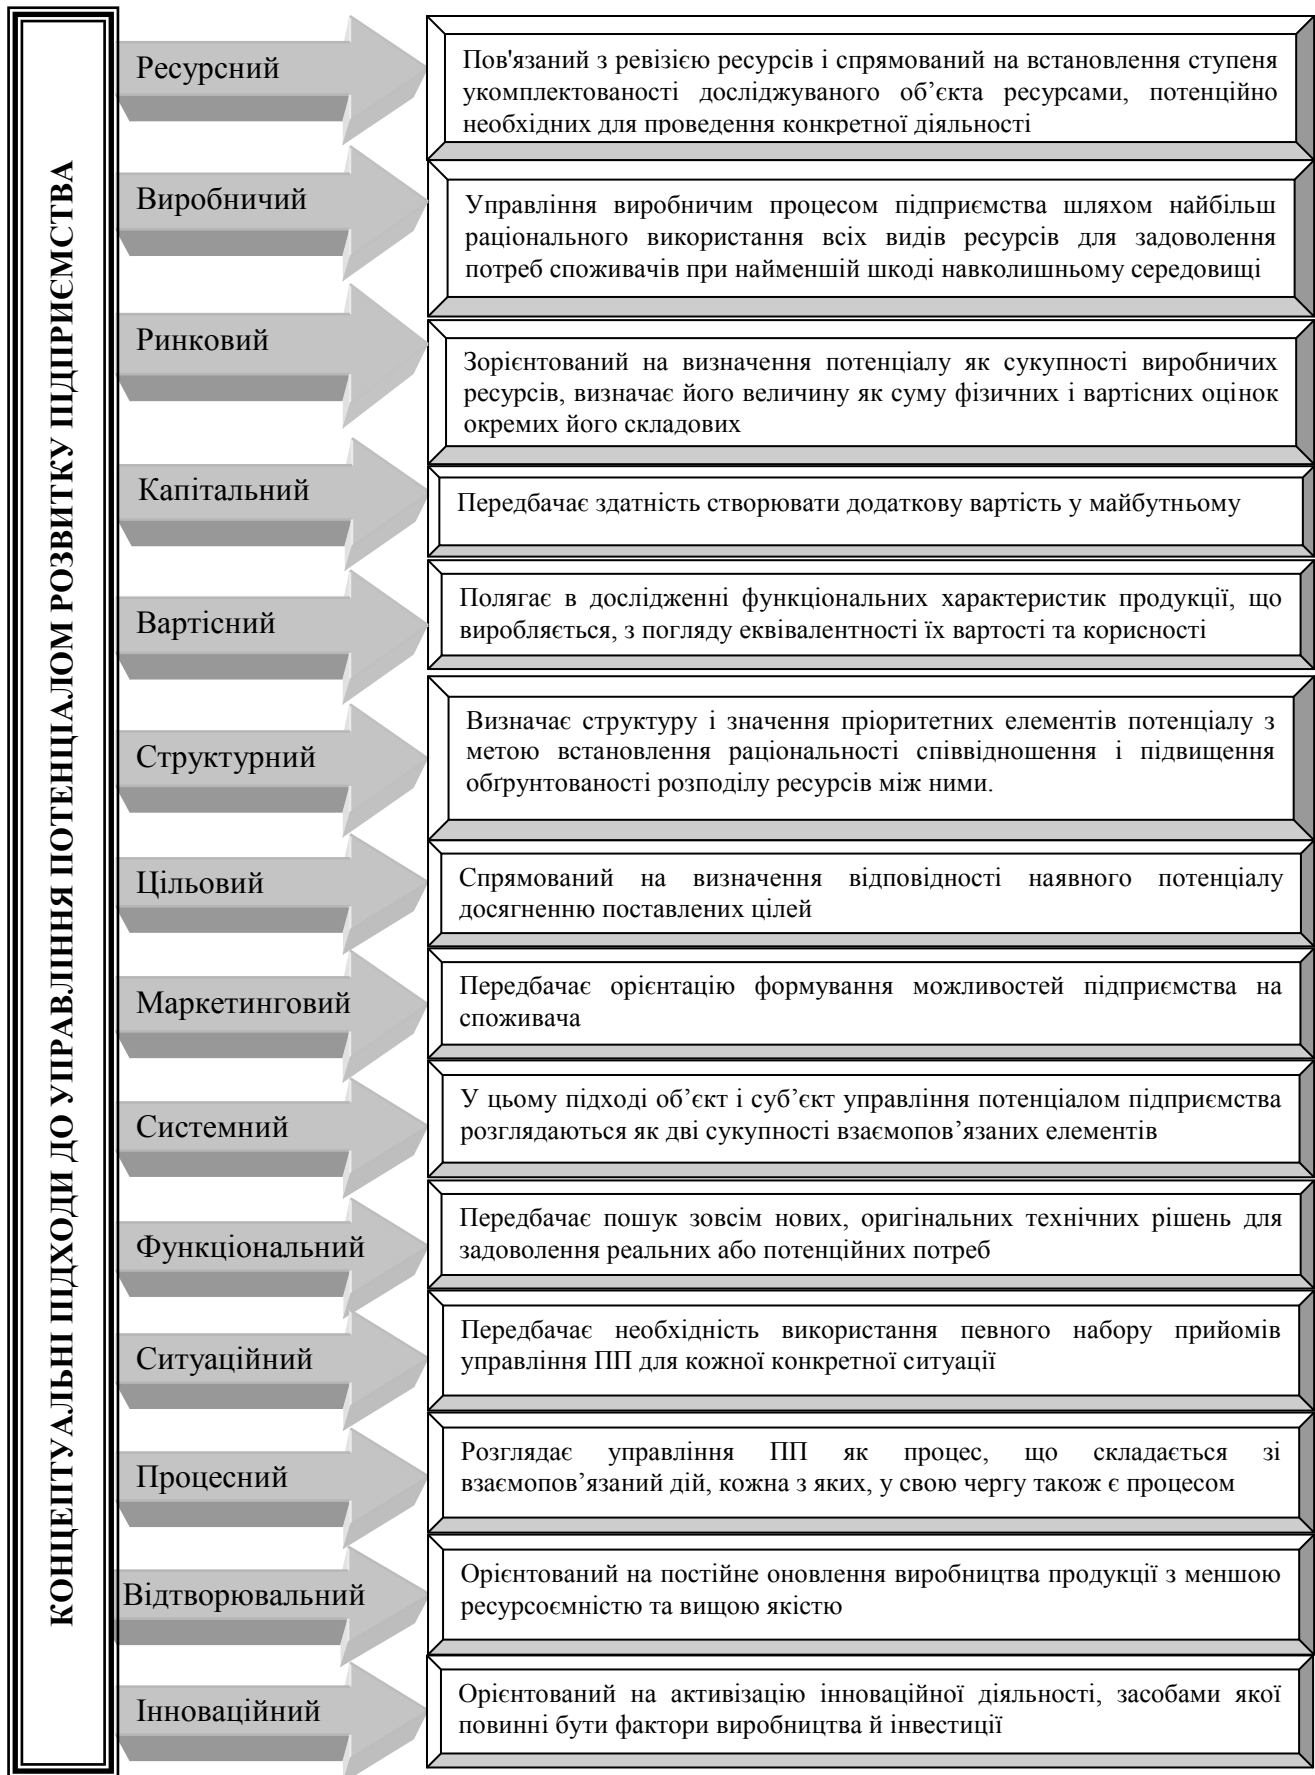 КОНЦЕПТУАЛЬНІ ПІДХОДИ ДО УПРАВЛІННЯ ПОТЕНЦІАЛОМ РОЗВИТКУ ПІДПРИЄМСТВА
Ресурсний
Пов'язаний з ревізією ресурсів і спрямований на встановлення ступеня
укомплектованості досліджуваного об’єкта ресурсами, потенційно
необхідних для проведення конкретної діяльності
Виробничий
Управління виробничим процесом підприємства шляхом найбільш
раціонального використання всіх видів ресурсів для задоволення
потреб споживачів при найменшій шкоді навколишньому середовищі
Ринковий
Зорієнтований на визначення потенціалу як сукупності виробничих
ресурсів, визначає його величину як суму фізичних і вартісних оцінок
окремих його складових
Капітальний
Передбачає здатність створювати додаткову вартість у майбутньому
Вартісний
Полягає в дослідженні функціональних характеристик продукції, що
виробляється, з погляду еквівалентності їх вартості та корисності
Структурний
Визначає структуру і значення пріоритетних елементів потенціалу з
метою встановлення раціональності співвідношення і підвищення
обґрунтованості розподілу ресурсів між ними.
Цільовий
Спрямований на визначення відповідності наявного потенціалу
досягненню поставлених цілей
Маркетинговий
Передбачає орієнтацію формування можливостей підприємства на
споживача
Системний
У цьому підході об’єкт і суб’єкт управління потенціалом підприємства
розглядаються як дві сукупності взаємопов’язаних елементів
Функціональний
Передбачає пошук зовсім нових, оригінальних технічних рішень для
задоволення реальних або потенційних потреб
Ситуаційний
Передбачає необхідність використання певного набору прийомів
управління ПП для кожної конкретної ситуації
Процесний
Розглядає управління ПП як процес, що складається зі
взаємопов’язаний дій, кожна з яких, у свою чергу також є процесом
Відтворювальний
Орієнтований на постійне оновлення виробництва продукції з меншою
ресурсоємністю та вищою якістю
Інноваційний
Орієнтований на активізацію інноваційної діяльності, засобами якої
повинні бути фактори виробництва й інвестиції